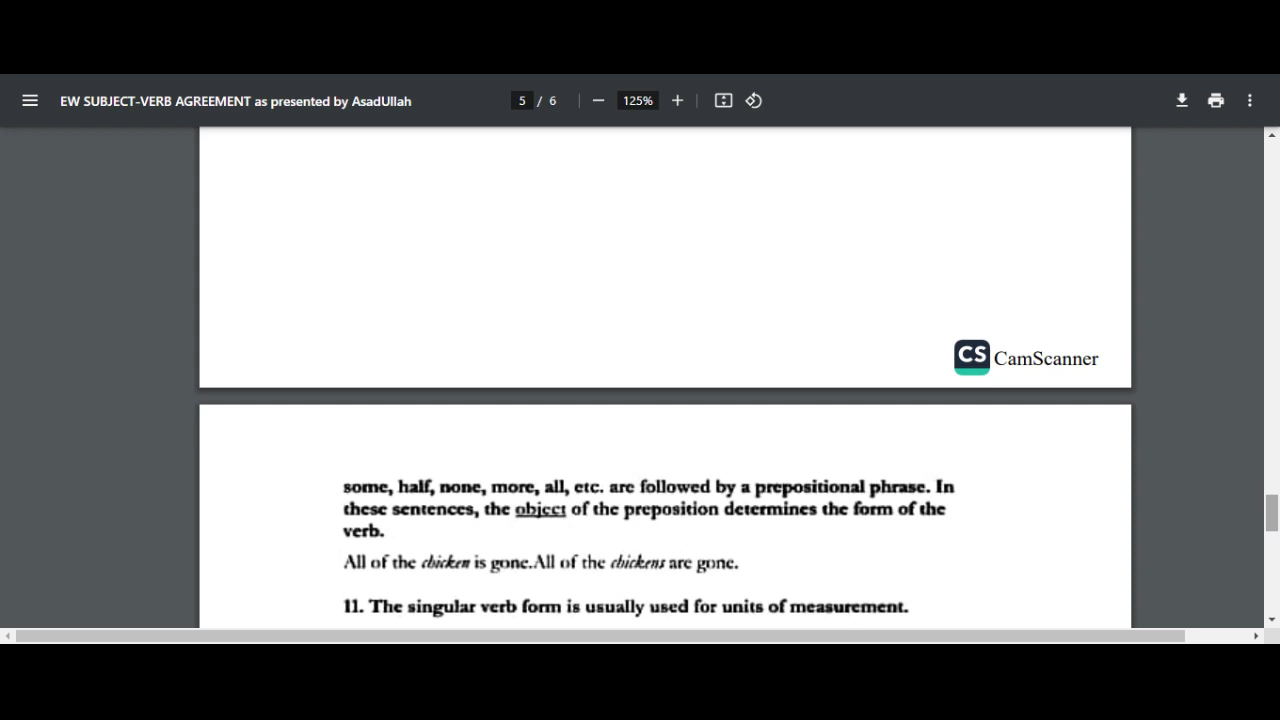 EW SUBJECT-VERB AGREEMENT as presented by AsadUllah
5 / 6
125%
CS CamScanner
some, half, none, more, all, etc. are followed by a prepositional phrase. In
these sentences, the object of the preposition determines the form of the
verb.
All of the chicken is gone.All of the chickens are gone.
11. The singular verb form is usually used for units of measurement.